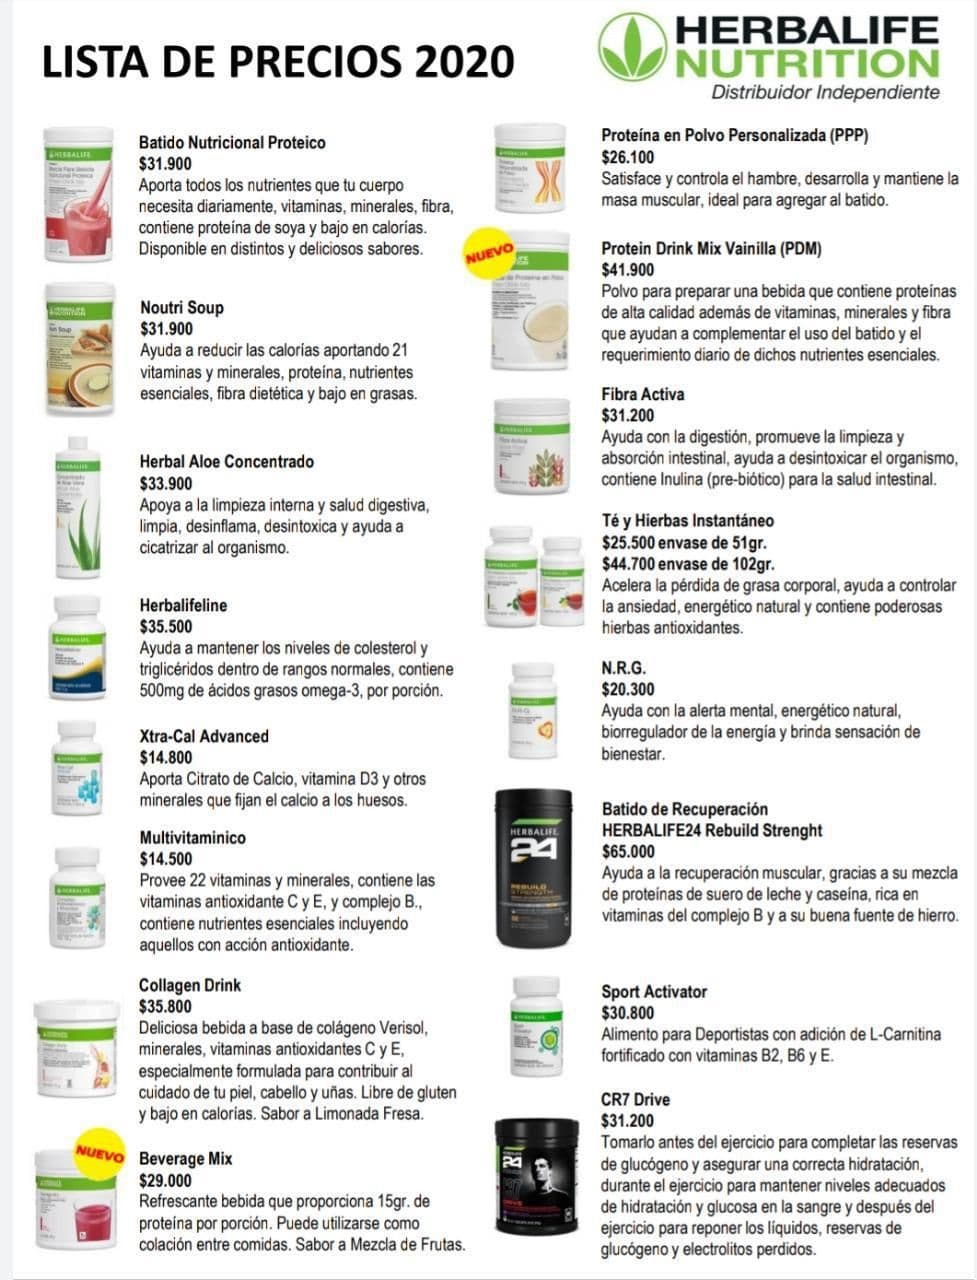 LISTA DE PRECIOS 2020
HERBALIFE
NUTRITION
Distribuidor Independiente
Batido Nutricional Proteico
$31.900
Aporta todos los nutrientes que tu cuerpo
necesita diariamente, vitaminas, minerales, fibra,
contiene proteína de soya y bajo en calorías.
Disponible en distintos y deliciosos sabores.
Noutri Soup
$31.900
Ayuda a reducir las calorías aportando 21
vitaminas y minerales, proteína, nutrientes
esenciales, fibra dietética y bajo en grasas.
Herbal Aloe Concentrado
$33.900
Apoya a la limpieza interna y salud digestiva,
limpia, desinflama, desintoxica y ayuda a
cicatrizar al organismo.
Herbalifeline
$35.500
Ayuda a mantener los niveles de colesterol y
triglicéridos dentro de rangos normales, contiene
500mg de ácidos grasos omega-3, por porción.
Xtra-Cal Advanced
$14.800
Aporta Citrato de Calcio, vitamina D3 y otros
minerales que fijan el calcio a los huesos.
Multivitaminico
$14.500
Provee 22 vitaminas y minerales, contiene las
vitaminas antioxidante C y E, y complejo B.,
contiene nutrientes esenciales incluyendo
aquellos con acción antioxidante.
Collagen Drink
$35.800
Deliciosa bebida a base de colágeno Verisol,
minerales, vitaminas antioxidantes C y E,
especialmente formulada para contribuir al
cuidado de tu piel, cabello y uñas. Libre de gluten
y bajo en calorías. Sabor a Limonada Fresa.
NUEVO
Beverage Mix
$29.000
Refrescante bebida que proporciona 15gr. de
proteína por porción. Puede utilizarse como
colación entre comidas. Sabor a Mezcla de Frutas.
Proteína en Polvo Personalizada (PPP)
$26.100
Satisface y controla el hambre, desarrolla y mantiene la
masa muscular, ideal para agregar al batido.
NUEVO
Protein Drink Mix Vainilla (PDM)
$41.900
Polvo para preparar una bebida que contiene proteínas
de alta calidad además de vitaminas, minerales y fibra
que ayudan a complementar el uso del batido y el
requerimiento diario de dichos nutrientes esenciales.
Fibra Activa
$31.200
Ayuda con la digestión, promueve la limpieza y
absorción intestinal, ayuda a desintoxicar el organismo,
contiene Inulina (pre-biótico) para la salud intestinal.
Té y Hierbas Instantáneo
$25.500 envase de 51gr.
$44.700 envase de 102gr.
Acelera la pérdida de grasa corporal, ayuda a controlar
la ansiedad, energético natural y contiene poderosas
hierbas antioxidantes.
N.R.G.
$20.300
Ayuda con la alerta mental, energético natural,
biorregulador de la energía y brinda sensación de
bienestar.
HERBALIFE
24
REBUILD
STRENGTH
Batido de Recuperación
HERBALIFE24 Rebuild Strenght
$65.000
Ayuda a la recuperación muscular, gracias a su mezcla
de proteínas de suero de leche y caseína, rica en
vitaminas del complejo B y a su buena fuente de hierro.
Sport Activator
$30.800
Alimento para Deportistas con adición de L-Carnitina
fortificado con vitaminas B2, B6 y E.
24
DRIVE
CR7 Drive
$31.200
Tomarlo antes del ejercicio para completar las reservas
de glucógeno y asegurar una correcta hidratación,
durante el ejercicio para mantener niveles adecuados
de hidratación y glucosa en la sangre y después del
ejercicio para reponer los líquidos, reservas de
glucógeno y electrolitos perdidos.